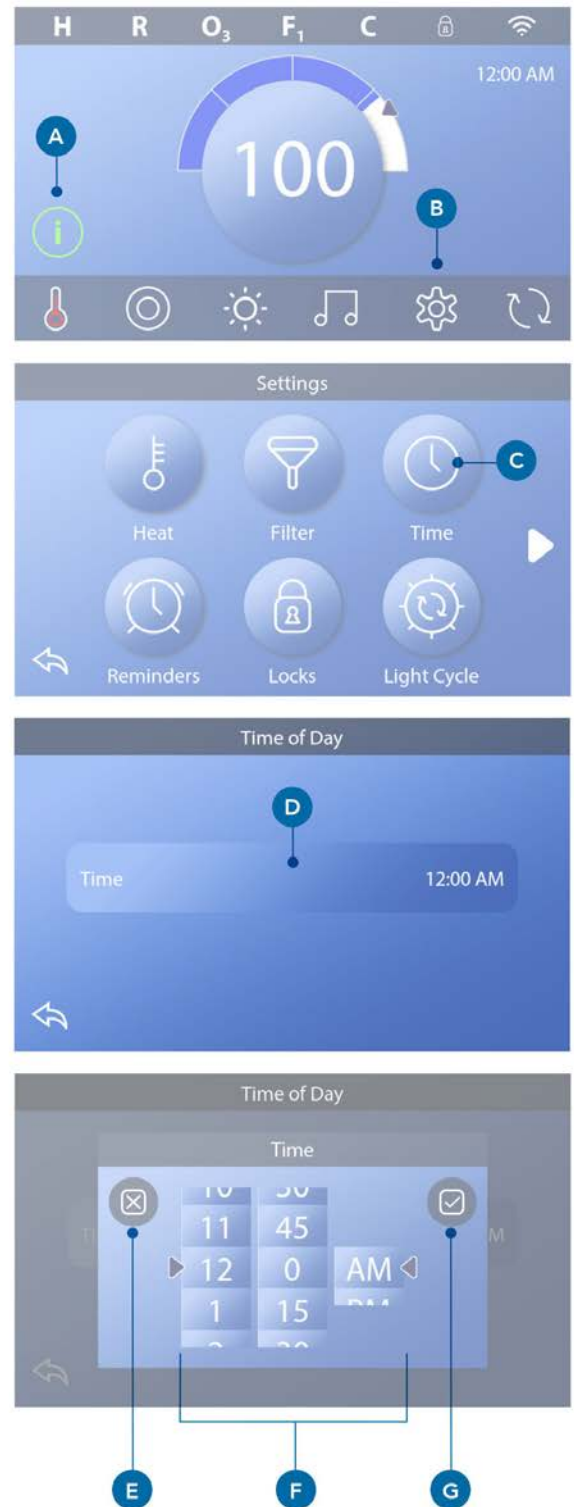 H R O₃ F₁ C
12:00 AM
A
100
B
i
Settings
C
Heat Filter Time
Reminders Locks Light Cycle
Time of Day
D
Time 12:00 AM
Time of Day
Time
11 45
12 0 AM
1 15
E F G